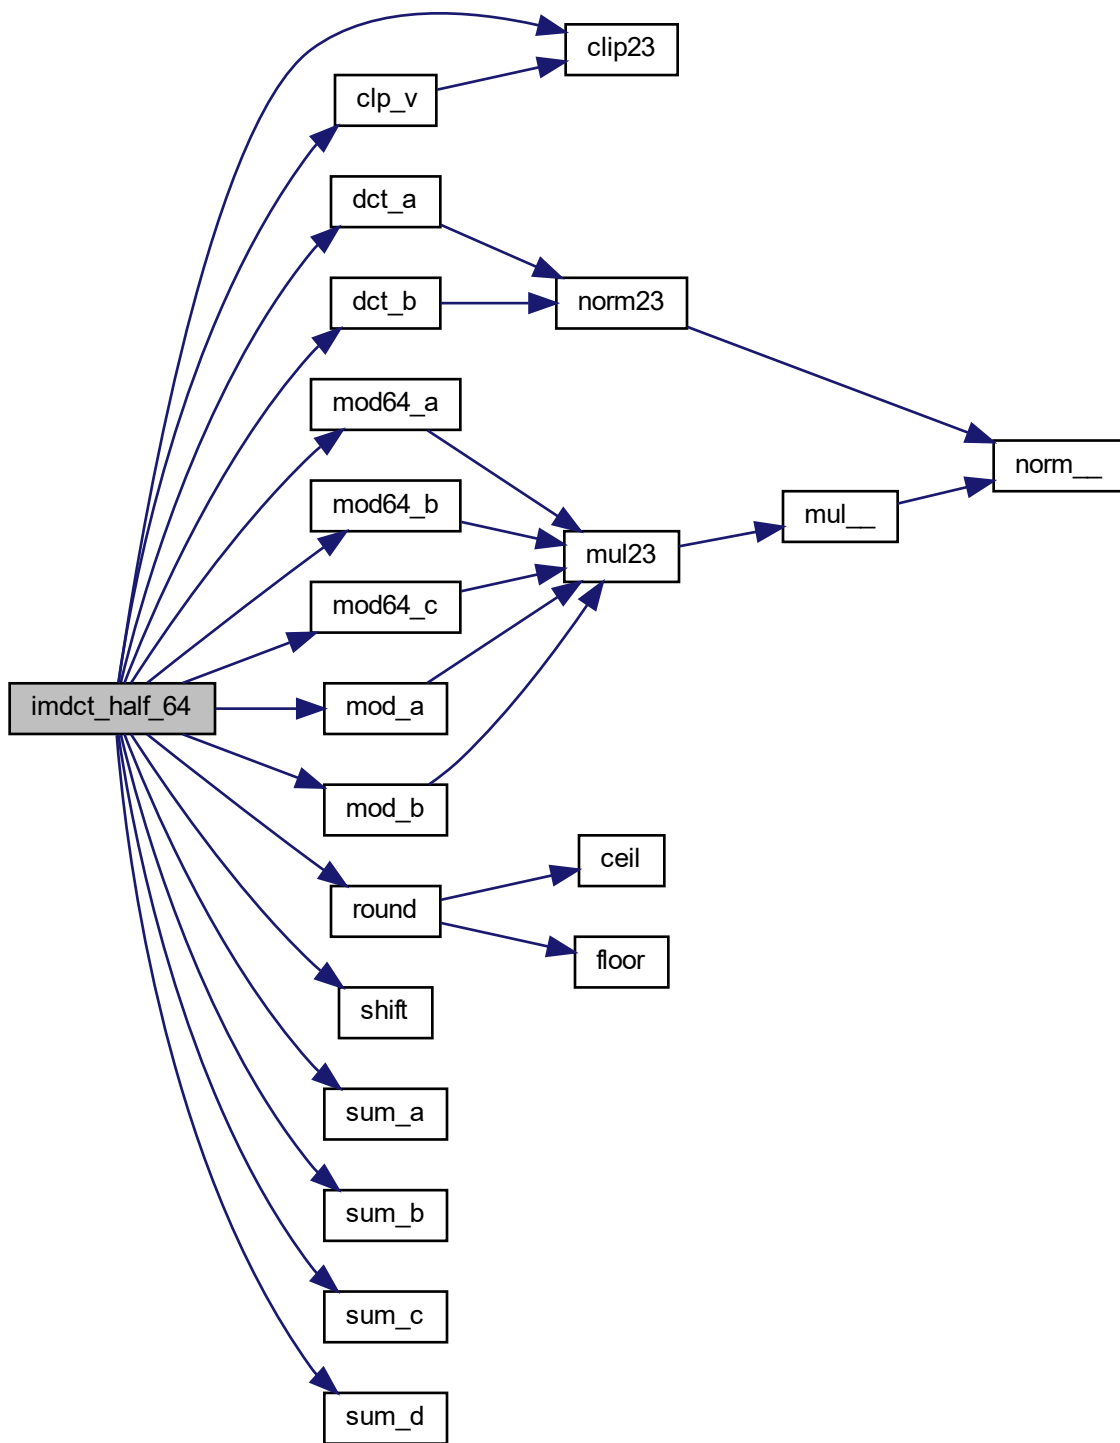 clip23
clp_v
dct_a
dct_b
norm23
mod64_a
norm__
mod64_b
mul__
mul23
mod64_c
imdct_half_64
mod_a
mod_b
ceil
round
floor
shift
sum_a
sum_b
sum_c
sum_d